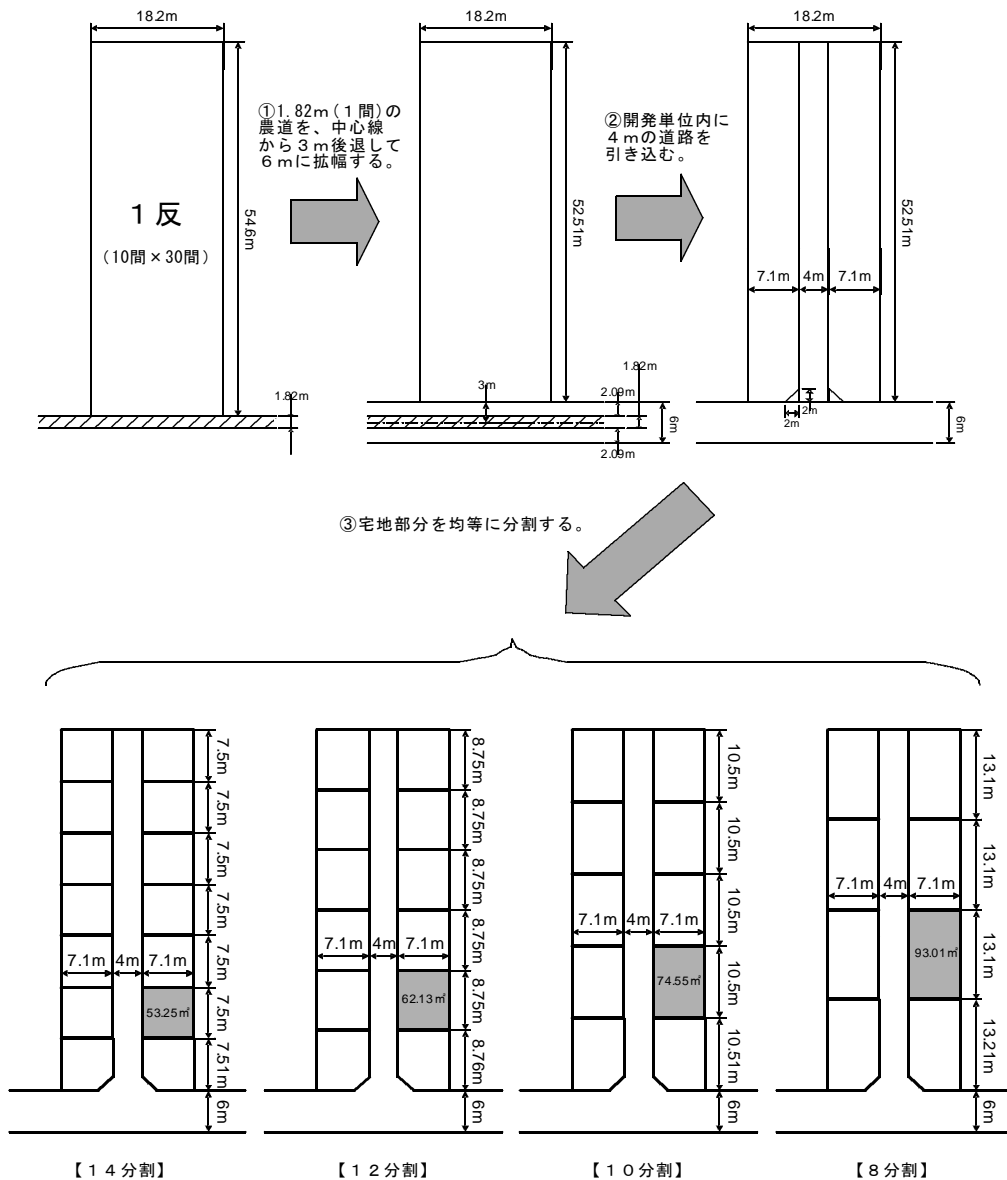 18.2m
18.2m
18.2m
①1.82m(1間)の
農道を、中心線
から3m後退して
6mに拡幅する。
②開発単位内に
4mの道路を
引き込む。
1反
(10間×30間)
54.6m
52.51m
52.51m
7.1m
4m
7.1m
1.82m
3m
1.82m
2.09m
6m
2.09m
2m
2m
6m
③宅地部分を均等に分割する。
7.5m
7.5m
7.5m
7.5m
7.5m
7.5m
7.51m
6m
7.1m
4m
7.1m
53.25㎡
8.75m
8.75m
8.75m
8.75m
8.75m
8.76m
6m
7.1m
4m
7.1m
62.13㎡
10.5m
10.5m
10.5m
10.5m
10.51m
6m
7.1m
4m
7.1m
74.55㎡
13.1m
13.1m
13.1m
13.21m
6m
7.1m
4m
7.1m
93.01㎡
【14分割】
【12分割】
【10分割】
【8分割】